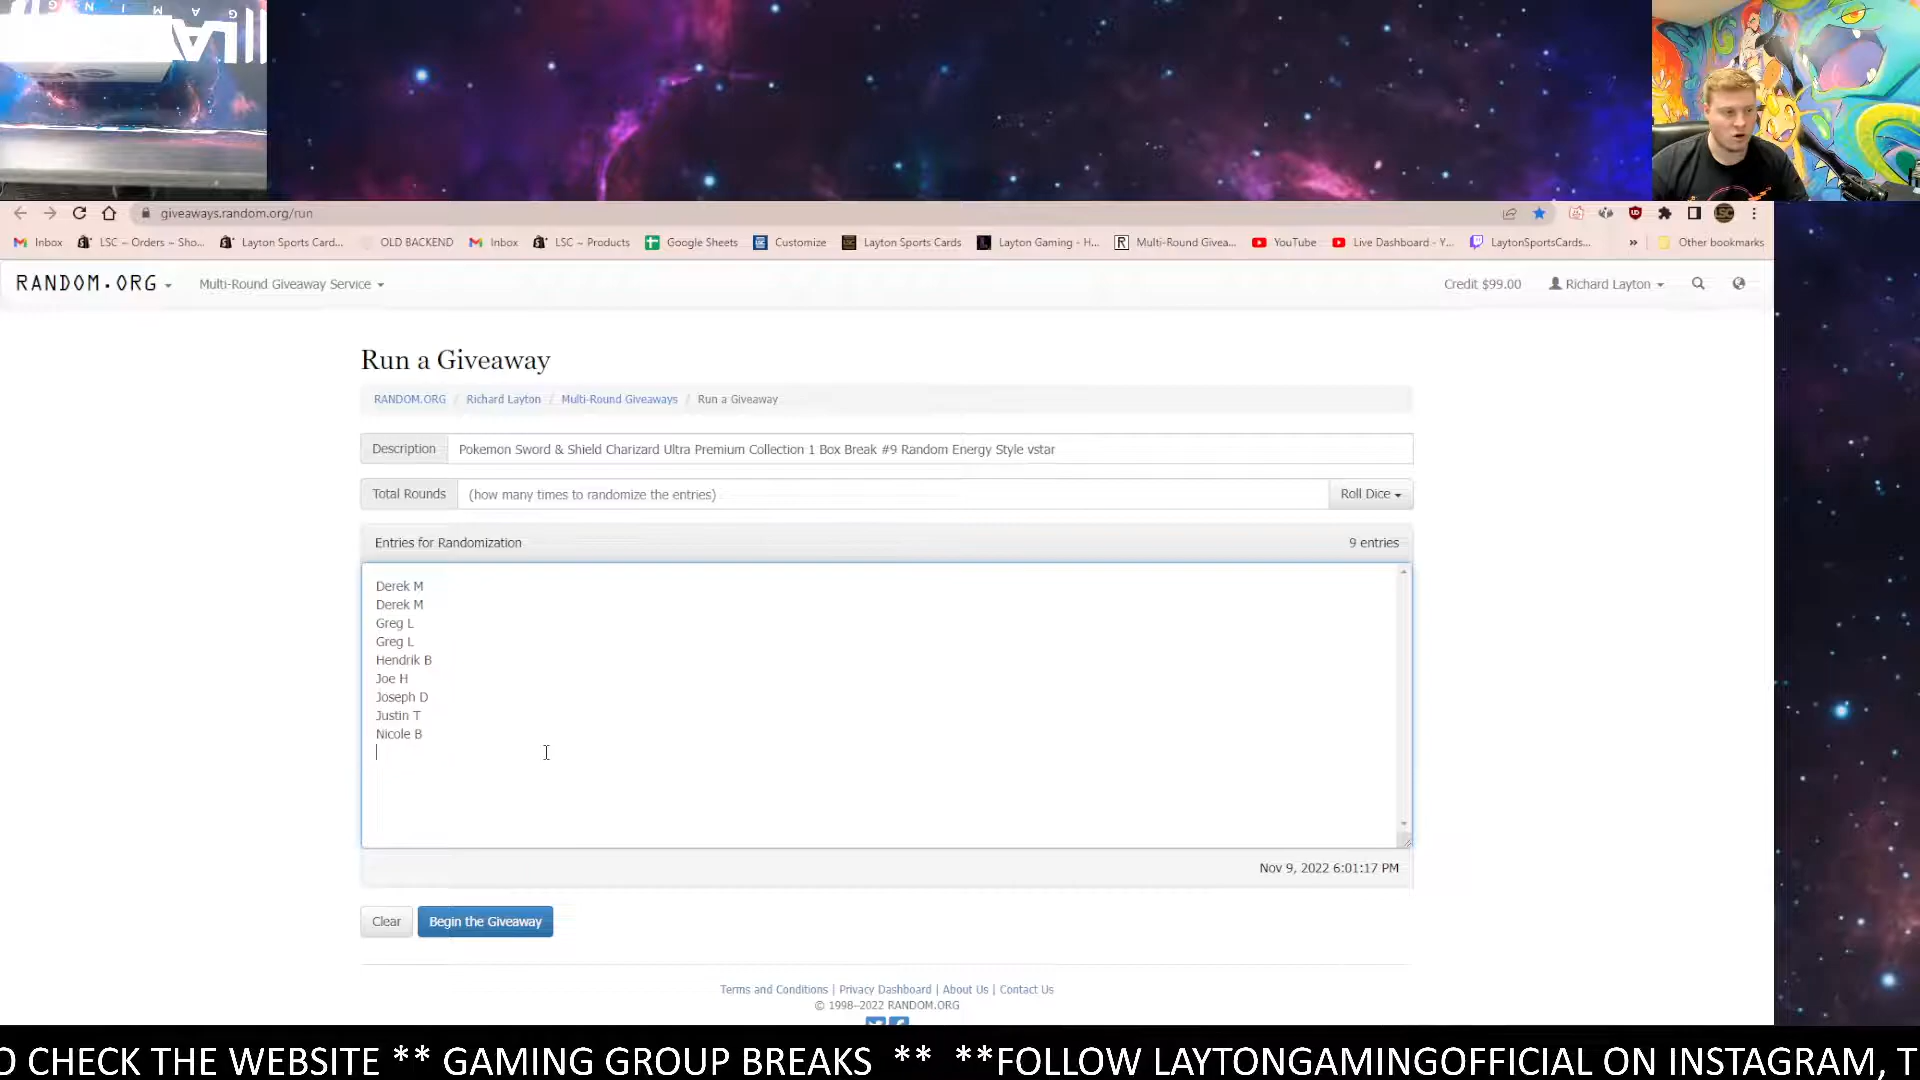 GAMING
LA
giveaways.random.org/run
Inbox LSC ~ Orders ~ Sho... Layton Sports Card... OLD BACKEND Inbox LSC ~ Products Google Sheets Customize Layton Sports Cards Layton Gaming - H... Multi-Round Givea... YouTube Live Dashboard - Y... LaytonSportsCards... » Other bookmarks
RANDOM.ORG Multi-Round Giveaway Service Credit $99.00 Richard Layton
Run a Giveaway
RANDOM.ORG / Richard Layton / Multi-Round Giveaways / Run a Giveaway
Description Pokemon Sword & Shield Charizard Ultra Premium Collection 1 Box Break #9 Random Energy Style vstar
Total Rounds (how many times to randomize the entries) Roll Dice
Entries for Randomization 9 entries
Derek M
Derek M
Greg L
Greg L
Hendrik B
Joe H
Joseph D
Justin T
Nicole B
Nov 9, 2022 6:01:17 PM
Clear Begin the Giveaway
Terms and Conditions | Privacy Dashboard | About Us | Contact Us
© 1998–2022 RANDOM.ORG
O CHECK THE WEBSITE ** GAMING GROUP BREAKS ** **FOLLOW LAYTONGAMINGOFFICIAL ON INSTAGRAM, T